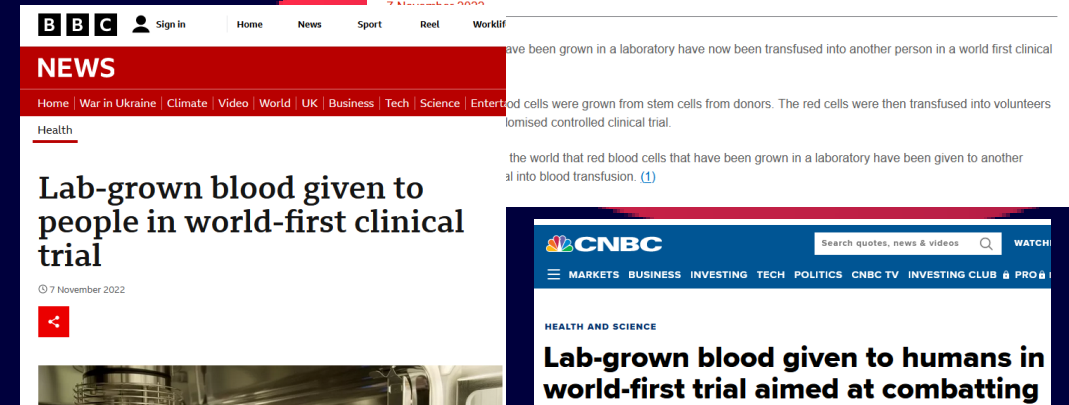 BBC
Sign in
Home
News
Sport
Reel
NEWS
Home
War in Ukraine
Climate
Video
World
UK
Business
Tech
Science
Health
Lab-grown blood given to
people in world-first clinical
trial
7 November 2022
7 November 2022
been grown in a laboratory have now been transfused into another person in a world first clinical
cells were grown from stem cells from donors. The red cells were then transfused into volunteers
controlled clinical trial.
the world that red blood cells that have been grown in a laboratory have been given to another
into blood transfusion. (1)
CNBC
Search quotes, news & videos
MARKETS
BUSINESS
INVESTING
TECH
POLITICS
CNBC TV
INVESTING CLUB
PRO
HEALTH AND SCIENCE
Lab-grown blood given to humans in
world-first trial aimed at combatting